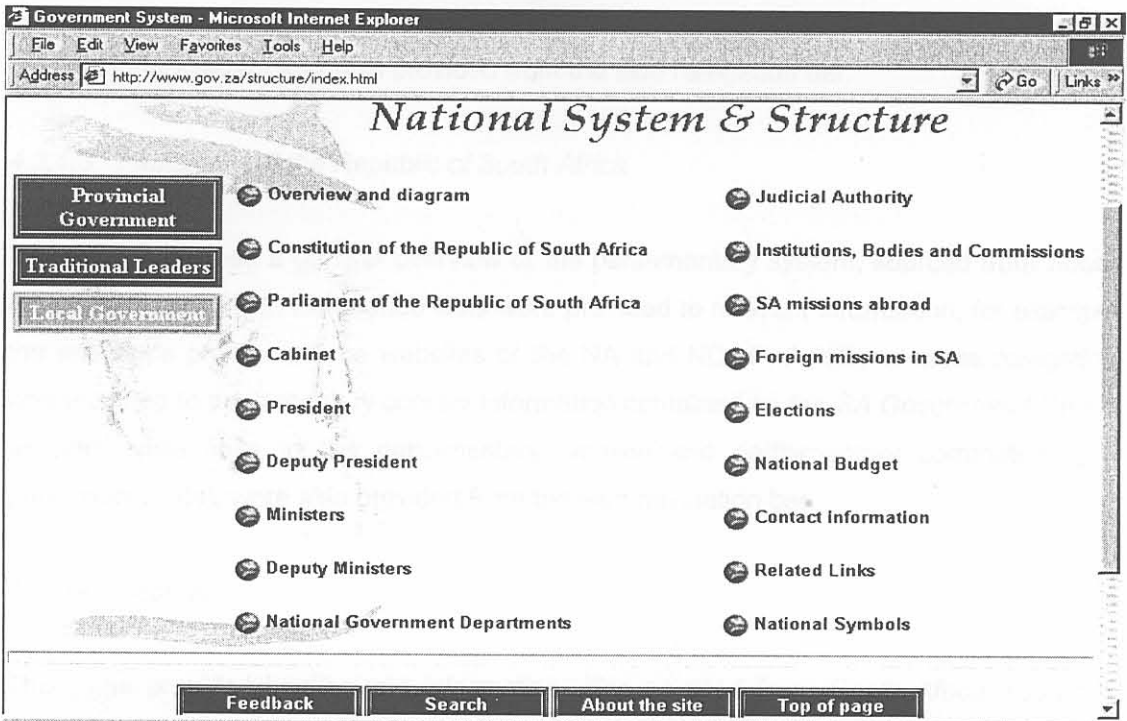 Government System - Microsoft Internet Explorer
File Edit View Favorites Tools Help
Address http://www.gov.za/structure/index.html Go Links »
National System & Structure
Provincial
Government
Traditional Leaders
Local Government
Overview and diagram
Constitution of the Republic of South Africa
Parliament of the Republic of South Africa
Cabinet
President
Deputy President
Ministers
Deputy Ministers
National Government Departments
Judicial Authority
Institutions, Bodies and Commissions
SA missions abroad
Foreign missions in SA
Elections
National Budget
Contact information
Related Links
National Symbols
Feedback Search About the site Top of page